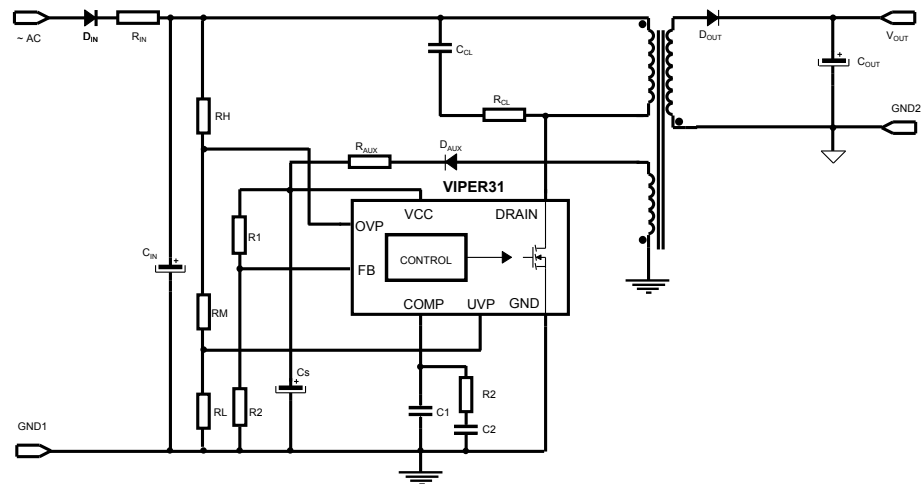 ~ AC
DIN
RIN
CCL
DOUT
VOUT
COUT
RCL
GND2
RH
RAUX
DAUX
VIPER31
VCC
DRAIN
OVP
R1
CIN
FB
CONTROL
COMP
UVP
GND
RM
Cs
R2
RL
R2
C1
C2
GND1